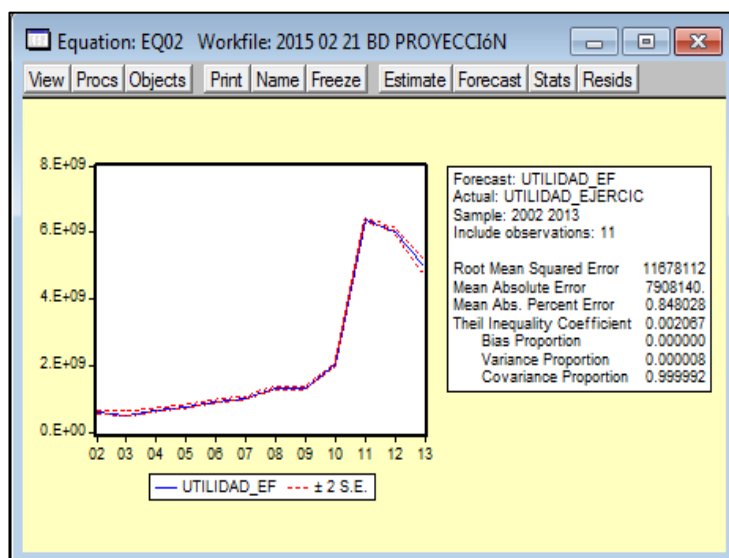 Equation: EQ02 Workfile: 2015 02 21 BD PROYECCIóN
View Procs Objects Print Name Freeze Estimate Forecast Stats Resids
8.E+09
6.E+09
4.E+09
2.E+09
0.E+00
02 03 04 05 06 07 08 09 10 11 12 13
UTILIDAD_EF ± 2 S.E.
Forecast: UTILIDAD_EF
Actual: UTILIDAD_EJERCIC
Sample: 2002 2013
Include observations: 11
Root Mean Squared Error 11678112
Mean Absolute Error 7908140.
Mean Abs. Percent Error 0.848028
Theil Inequality Coefficient 0.002067
Bias Proportion 0.000000
Variance Proportion 0.000008
Covariance Proportion 0.999992